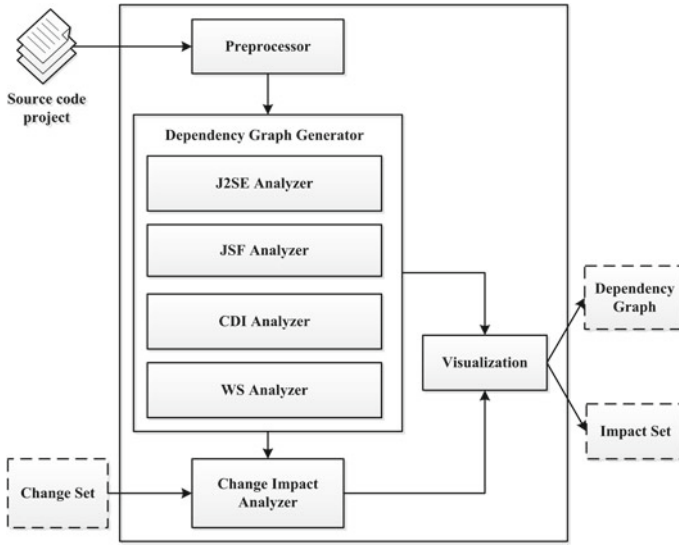 Preprocessor
Source code
project
Dependency Graph Generator
J2SE Analyzer
JSF Analyzer
CDI Analyzer
WS Analyzer
Visualization
Dependency
Graph
Impact Set
Change Set
Change Impact
Analyzer